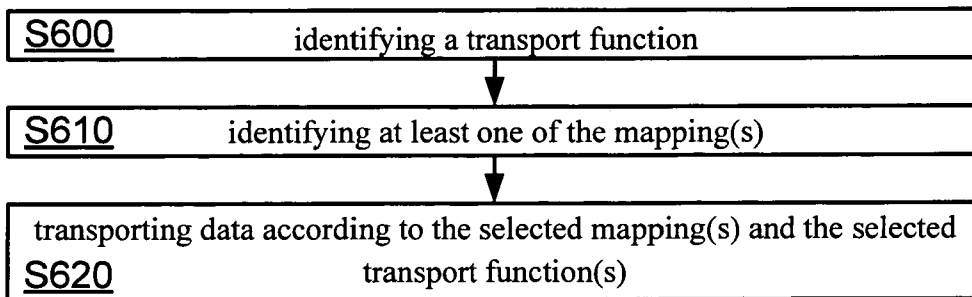 S600 identifying a transport function
S610 identifying at least one of the mapping(s)
transporting data according to the selected mapping(s) and the selected
S620 transport function(s)